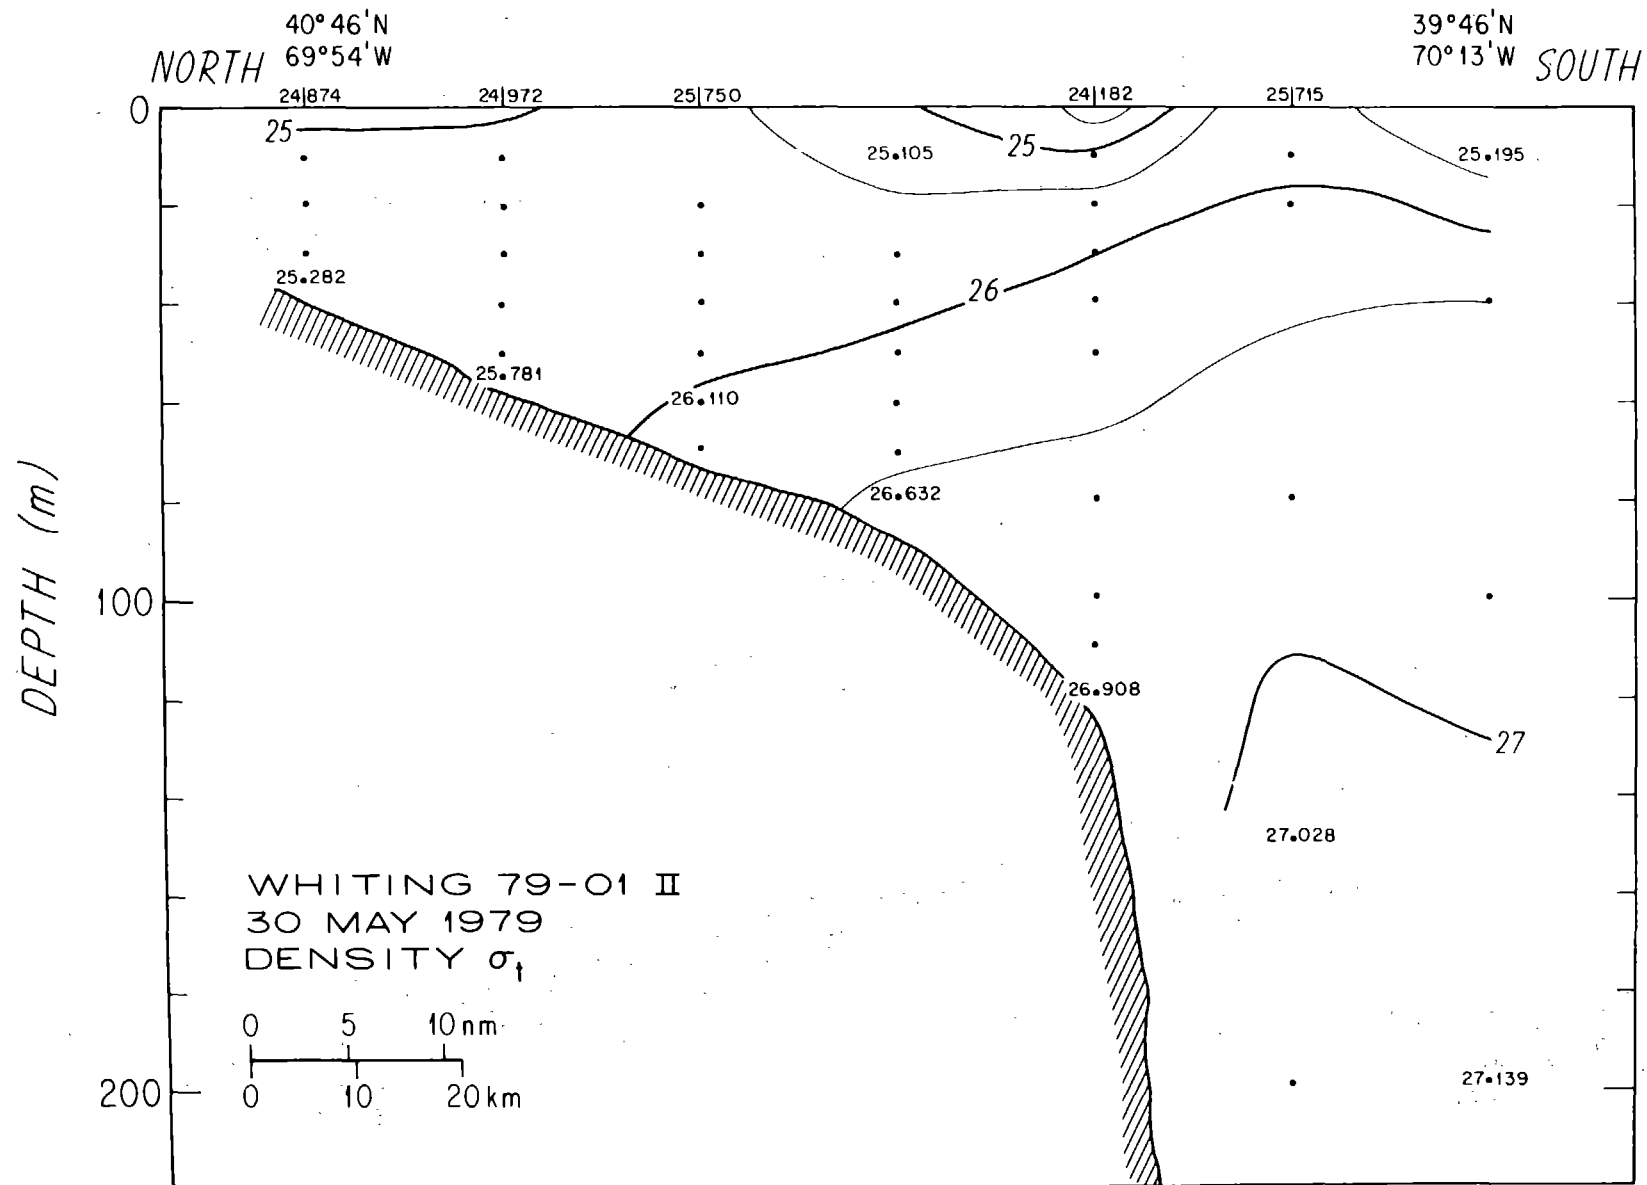 40°46'N
69°54'W
39°46'N
70°13'W
NORTH
SOUTH
24.874
24.972
25.750
24.182
25.715
0
25
25.105
25
25.195
25.282
26
25.781
26.110
26.632
100
DEPTH (m)
26.908
27
27.028
WHITING 79-01 II
30 MAY 1979
DENSITY σt
0 5 10 nm
200
0 10 20 km
27.139